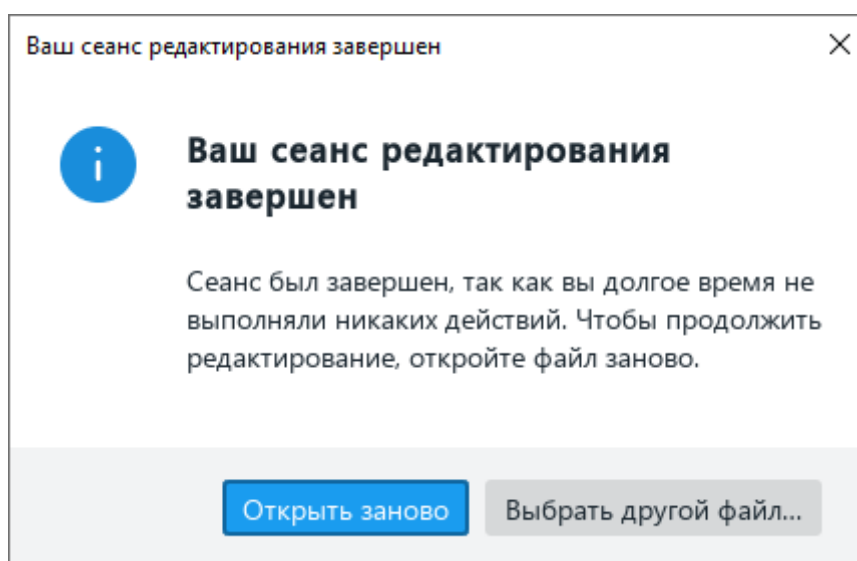 Ваш сеанс редактирования завершен
Ваш сеанс редактирования
завершен
Сеанс был завершен, так как вы долгое время не
выполняли никаких действий. Чтобы продолжить
редактирование, откройте файл заново.
Открыть заново Выбрать другой файл...